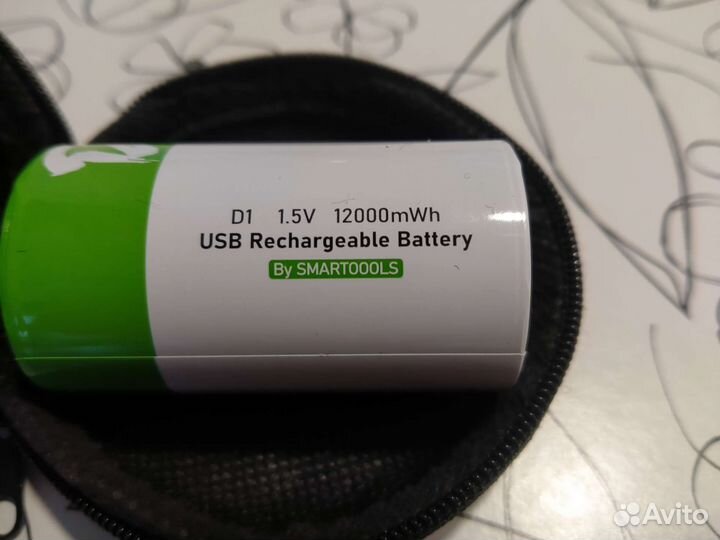 D1 1.5V 12000mWh
USB Rechargeable Battery
By SMARTOOOLS
Avito